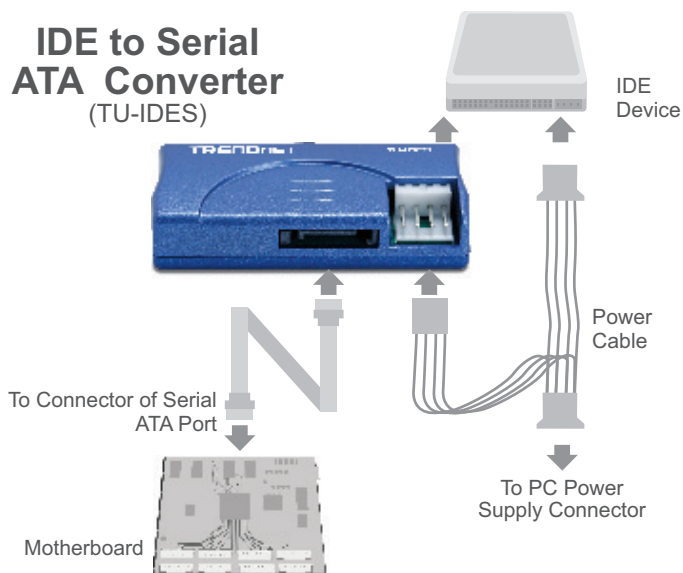 IDE to Serial
ATA Converter
(TU-IDES)
IDE
Device
TRENDnet
Power
Cable
To Connector of Serial
ATA Port
To PC Power
Supply Connector
Motherboard